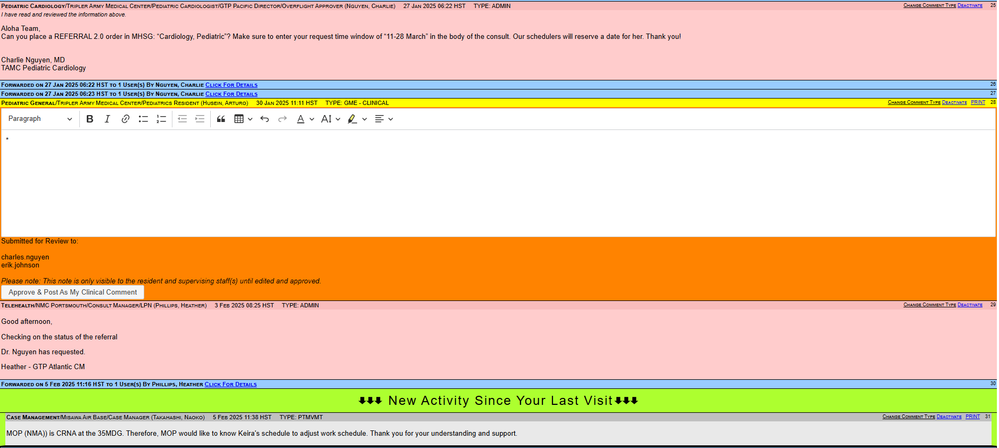 Pediatric Cardiology/Tripler Army Medical Center/Pediatric Cardiologist/GTP Pacific Director/Overflight Approver (Nguyen, Charlie) 27 Jan 2025 06:22 HST TYPE: ADMIN Change Comment Type Deactivate 25
I have read and reviewed the information above.
Aloha Team,
Can you place a REFERRAL 2.0 order in MHSG: “Cardiology, Pediatric”? Make sure to enter your request time window of “11-28 March” in the body of the consult. Our schedulers will reserve a date for her. Thank you!
Charlie Nguyen, MD
TAMC Pediatric Cardiology
Forwarded on 27 Jan 2025 06:22 HST to 1 User(s) By Nguyen, Charlie Click For Details 26
Forwarded on 27 Jan 2025 06:23 HST to 1 User(s) By Nguyen, Charlie Click For Details 27
Pediatric General/Tripler Army Medical Center/Pediatrics Resident (Husein, Arturo) 30 Jan 2025 11:11 HST TYPE: GME - CLINICAL Change Comment Type Deactivate PRINT 28
Paragraph
*
Submitted for Review to:
charles.nguyen
erik.johnson
Please note: This note is only visible to the resident and supervising staff(s) until edited and approved.
Approve & Post As My Clinical Comment
Telehealth/NMC Portsmouth/Consult Manager/LPN (Phillips, Heather) 3 Feb 2025 08:25 HST TYPE: ADMIN Change Comment Type Deactivate 29
Good afternoon,
Checking on the status of the referral
Dr. Nguyen has requested.
Heather - GTP Atlantic CM
Forwarded on 5 Feb 2025 11:16 HST to 1 User(s) By Phillips, Heather Click For Details 30
New Activity Since Your Last Visit
Case Management/Misawa Air Base/Case Manager (Takahashi, Naoko) 5 Feb 2025 11:38 HST TYPE: PTMVMT Change Comment Type Deactivate PRINT 31
MOP (NMA)) is CRNA at the 35MDG. Therefore, MOP would like to know Keira's schedule to adjust work schedule. Thank you for your understanding and support.